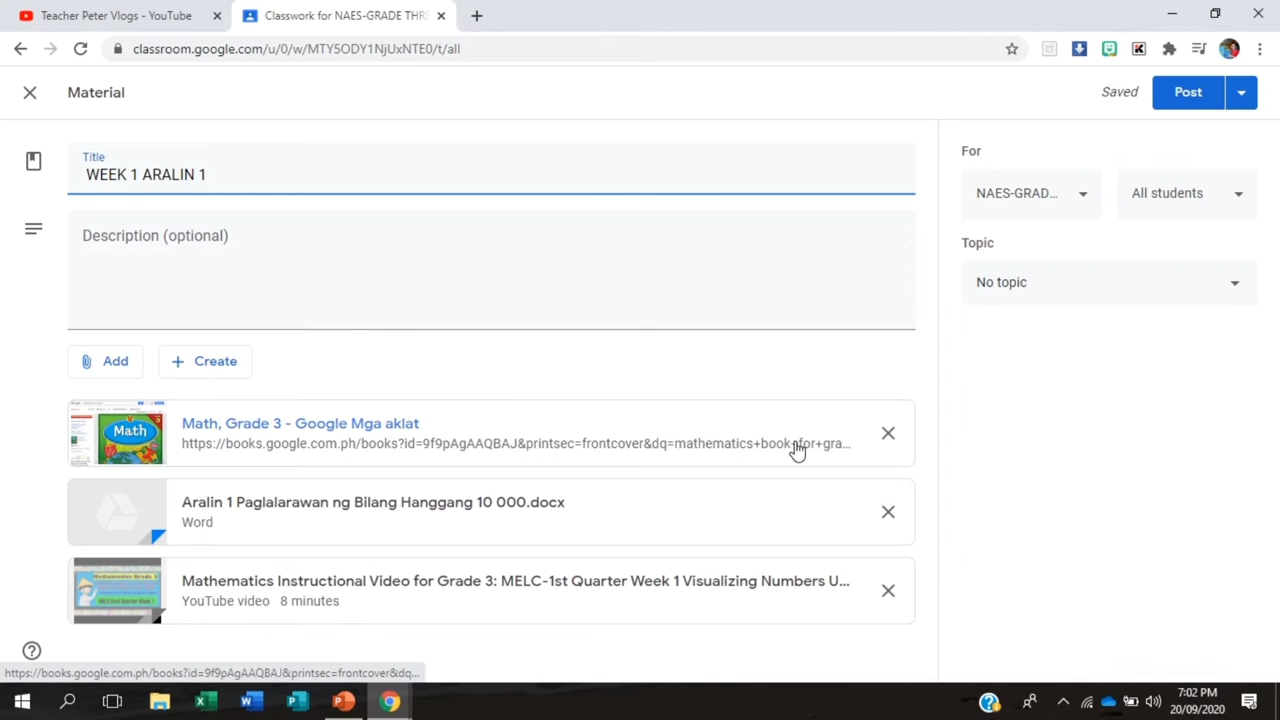 Teacher Peter Vlogs - YouTube
Classwork for NAES-GRADE THR
classroom.google.com/u/0/w/MTY5ODY1NjUxNTE0/t/all
Material
Saved
Post
Title
WEEK 1 ARALIN 1
Description (optional)
Add
Create
For
NAES-GRAD...
All students
Topic
No topic
Math, Grade 3 - Google Mga aklat
https://books.google.com.ph/books?id=9f9pAgAAQBAJ&printsec=frontcover&dq=mathematics+book+for+gra...
Math
Aralin 1 Paglalarawan ng Bilang Hanggang 10 000.docx
Word
Mathematics Instructional Video for Grade 3: MELC-1st Quarter Week 1 Visualizing Numbers U...
YouTube video 8 minutes
Mathematics Grade 3
https://books.google.com.ph/books?id=9f9pAgAAQBAJ&printsec=frontcover&dq...
7:02 PM
20/09/2020